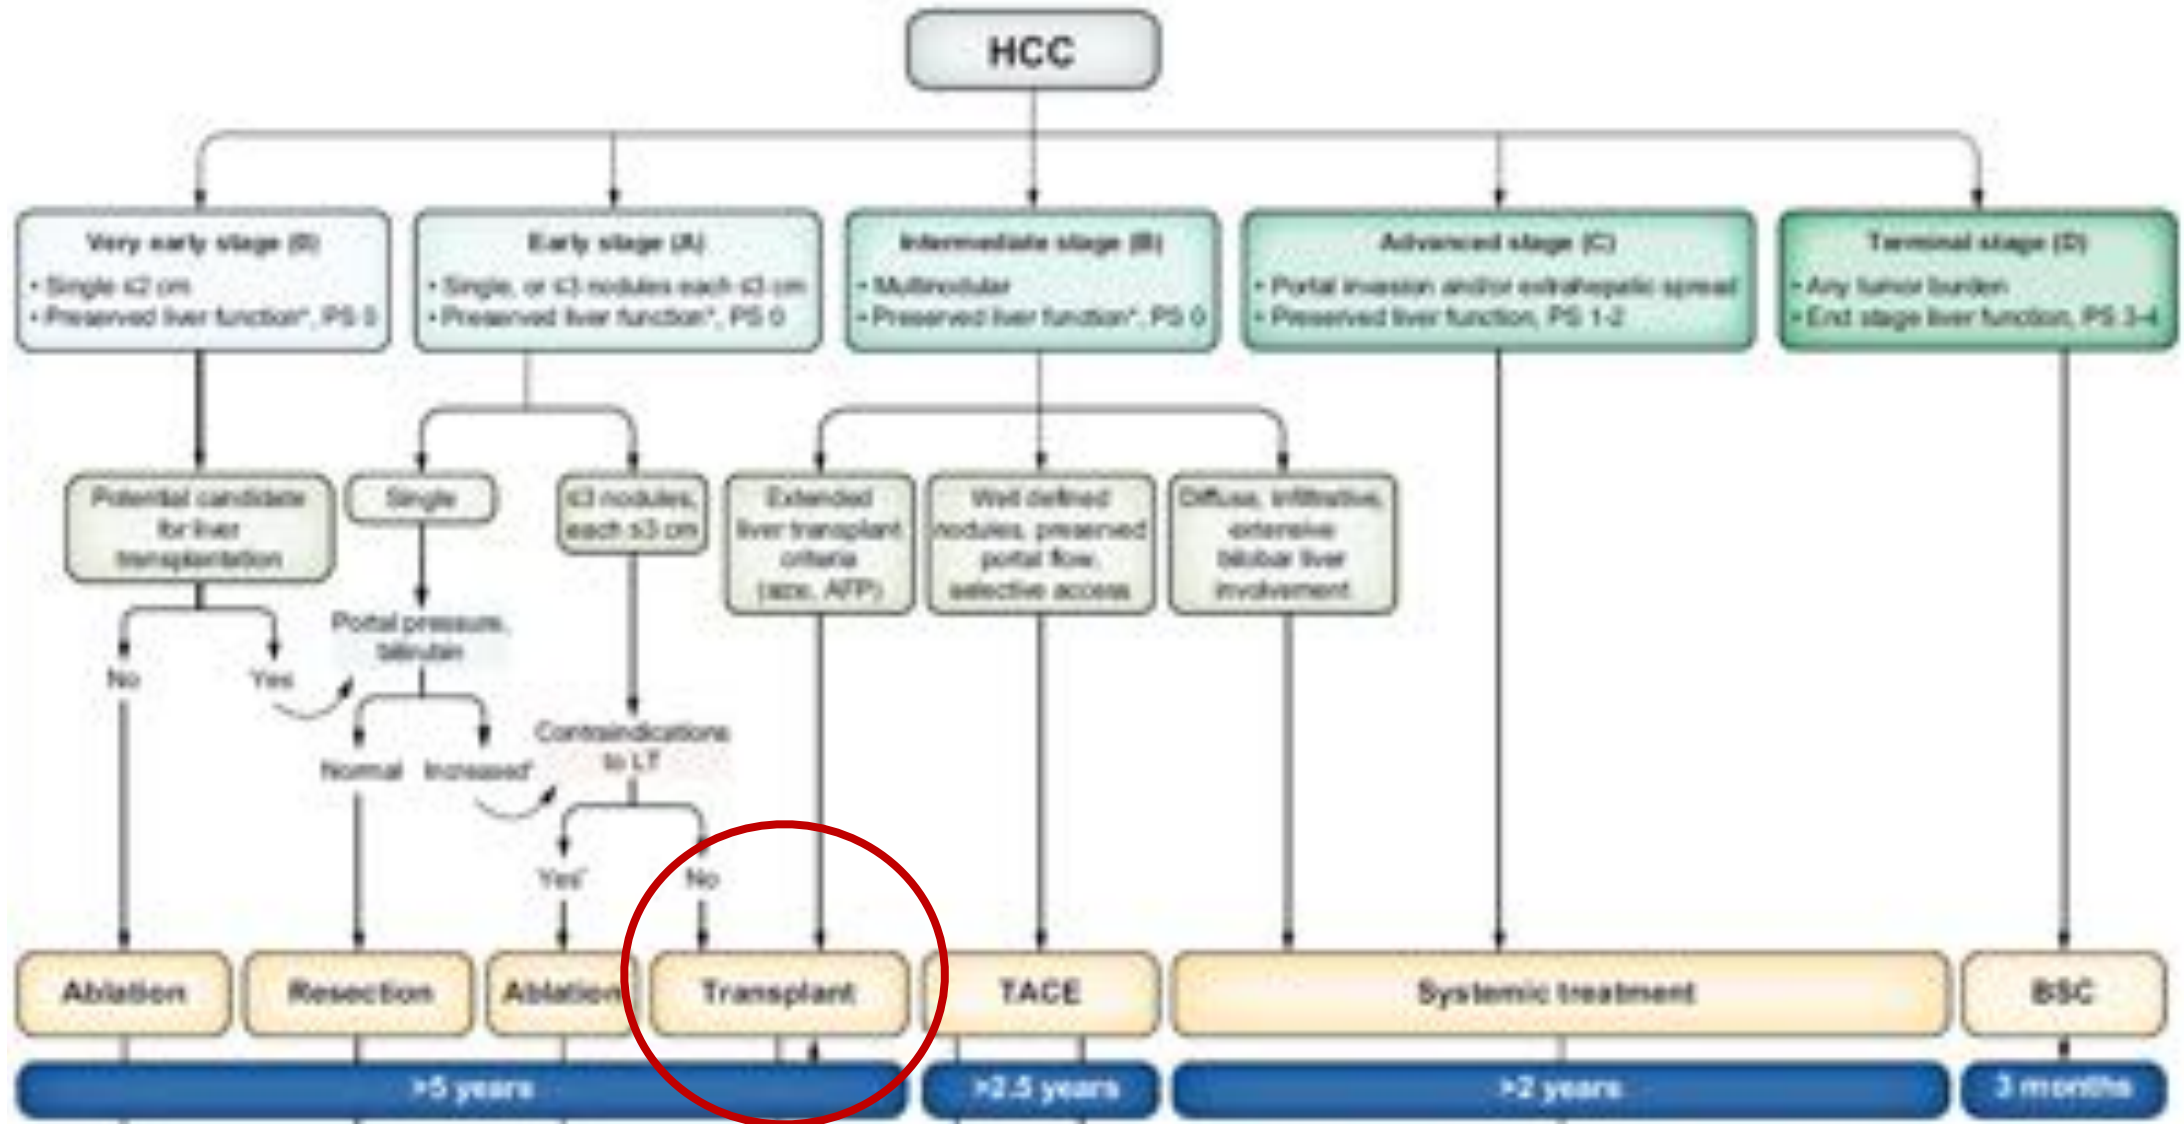 HCC
Very early stage (0)
• Single ≤2 cm
• Preserved liver function*, PS 0
Early stage (A)
• Single, or ≤3 nodules each ≤3 cm
• Preserved liver function*, PS 0
Intermediate stage (B)
• Multinodular
• Preserved liver function*, PS 0
Advanced stage (C)
• Portal invasion and/or extrahepatic spread
• Preserved liver function, PS 1-2
Terminal stage (D)
• Any tumor burden
• End stage liver function, PS 3-4
Potential candidate
for liver
transplantation
Single
≤3 nodules,
each ≤3 cm
Extended
liver transplant
criteria
(size, AFP)
Well defined
nodules, preserved
portal flow,
selective access
Diffuse, infiltrative,
extensive
bilobar liver
involvement
Portal pressure,
bilirubin
No
Yes
Normal
Increased*
Contraindications
to LT
Yes*
No
Ablation
Resection
Ablation
Transplant
TACE
Systemic treatment
BSC
>5 years
>2.5 years
>2 years
3 months